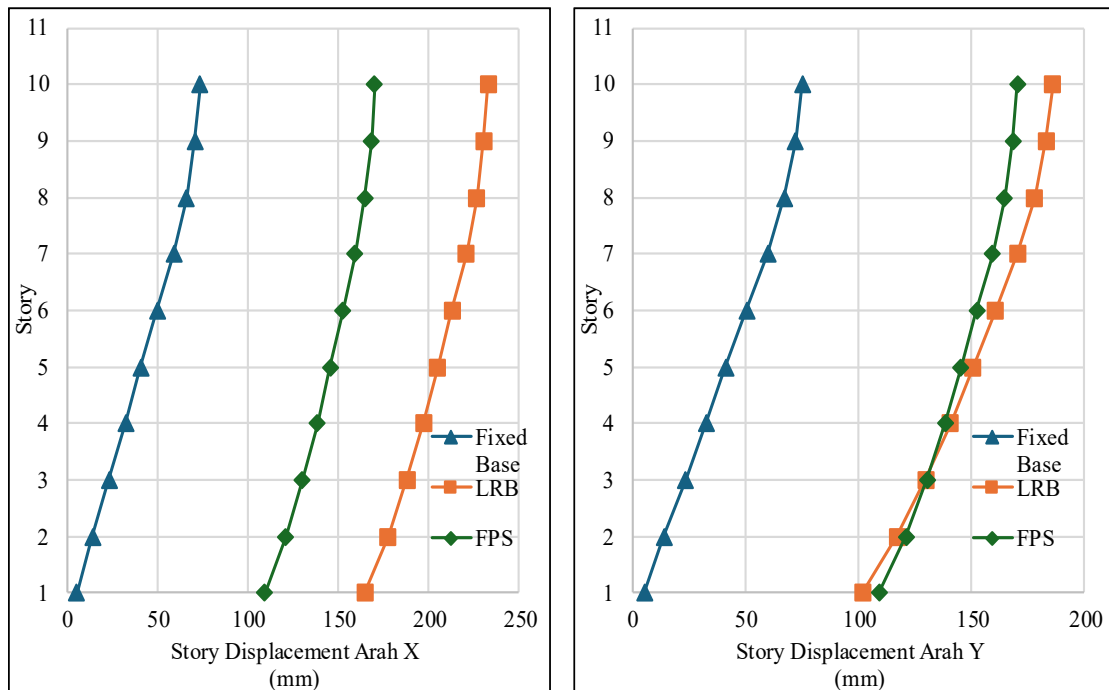 11
10
9
8
7
6
5
4
3
2
1
Story
0 50 100 150 200 250
Story Displacement Arah X
(mm)
Fixed
Base
LRB
FPS
11
10
9
8
7
6
5
4
3
2
1
Story
0 50 100 150 200
Story Displacement Arah Y
(mm)
Fixed
Base
LRB
FPS